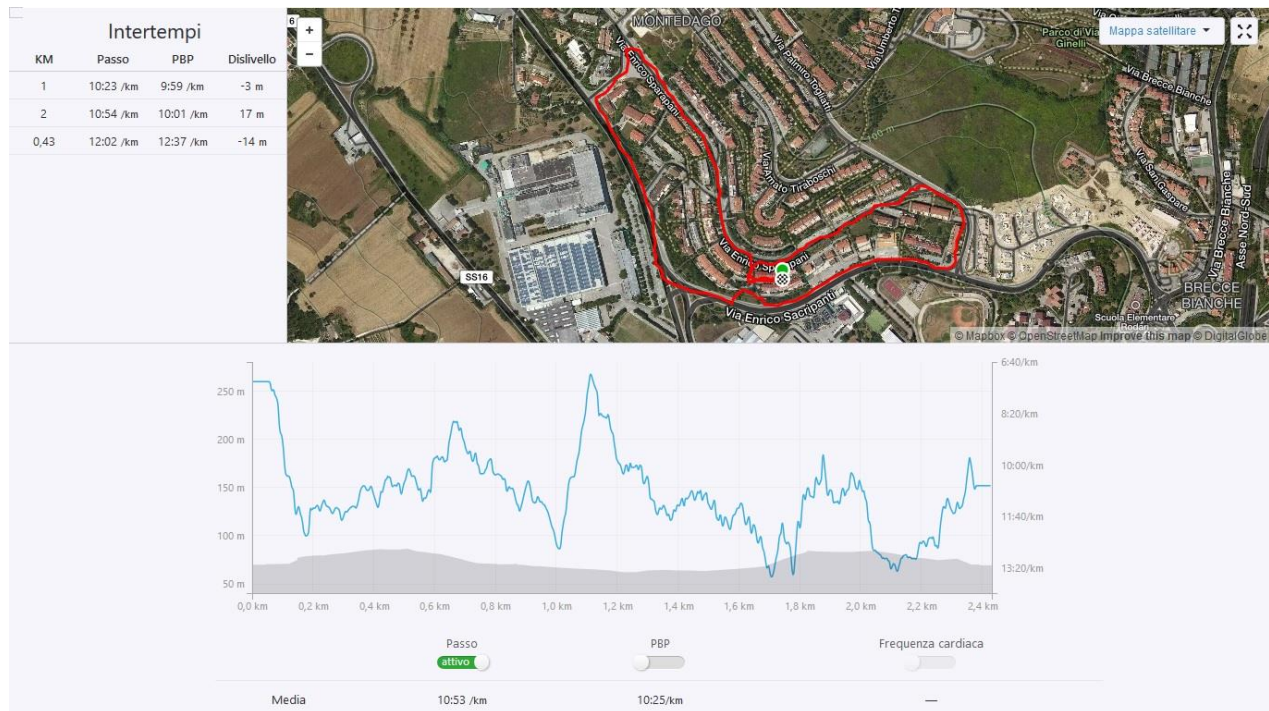 Intertempi
KM Passo PBP Dislivello
1 10:23 /km 9:59 /km -3 m
2 10:54 /km 10:01 /km 17 m
0,43 12:02 /km 12:37 /km -14 m
6
+
−
MONTEDAGO
Mappa satellitare
Parco di Via Ginelli
Via Umberto T
Via Palmiro Togliatti
Via Enrico Sparapani
Via Brecce Bianche
100 m
Via Amato Tiraboschi
Via San Gaspare
Via Brecce Bianche
Asse Nord-Sud
Via Enrico Sparapani
SS16
Via Enrico Sacripanti
BRECCE
BIANCHE
Scuola Elementare
Rodari
© Mapbox © OpenStreetMap Improve this map © DigitalGlobe
6:40/km
250 m
8:20/km
200 m
10:00/km
150 m
11:40/km
100 m
13:20/km
50 m
0,0 km 0,2 km 0,4 km 0,6 km 0,8 km 1,0 km 1,2 km 1,4 km 1,6 km 1,8 km 2,0 km 2,2 km 2,4 km
Passo PBP Frequenza cardiaca
attivo
Media 10:53 /km 10:25/km —